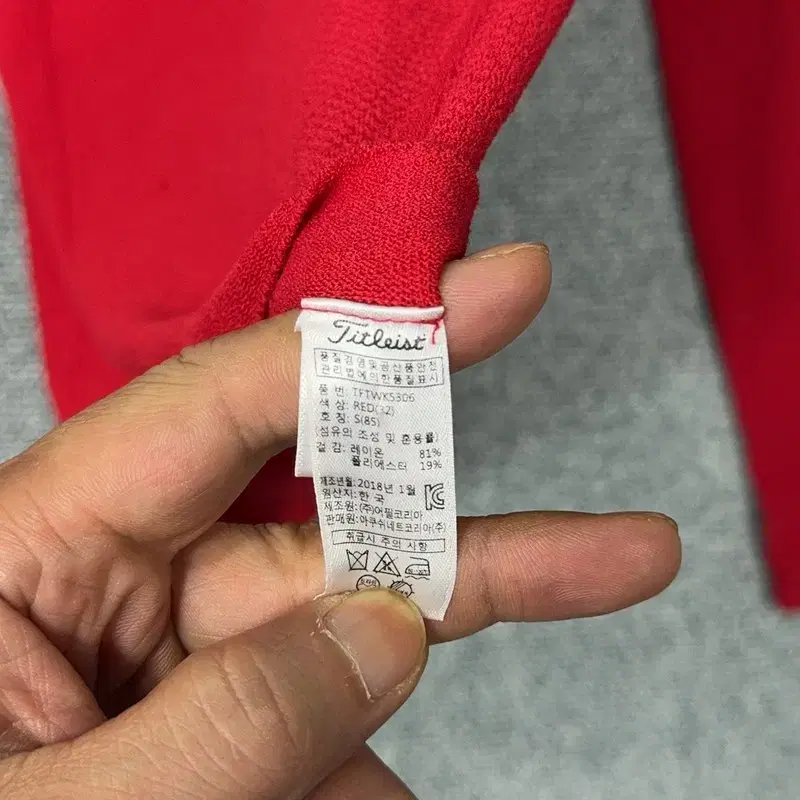 Titleist
품질경영및공산품안전
관리법에의한품질표시
품 번: TFTWK5306
색 상: RED(32)
호 칭: S(85)
(섬유의 조성 및 혼용률)
겉 감: 레이온 81%
폴리에스터 19%
제조년월: 2018년 1월
원산지: 한 국
제조원: (주)어필코리아
판매원: 아쿠쉬네트코리아(주)
취급시 주의 사항